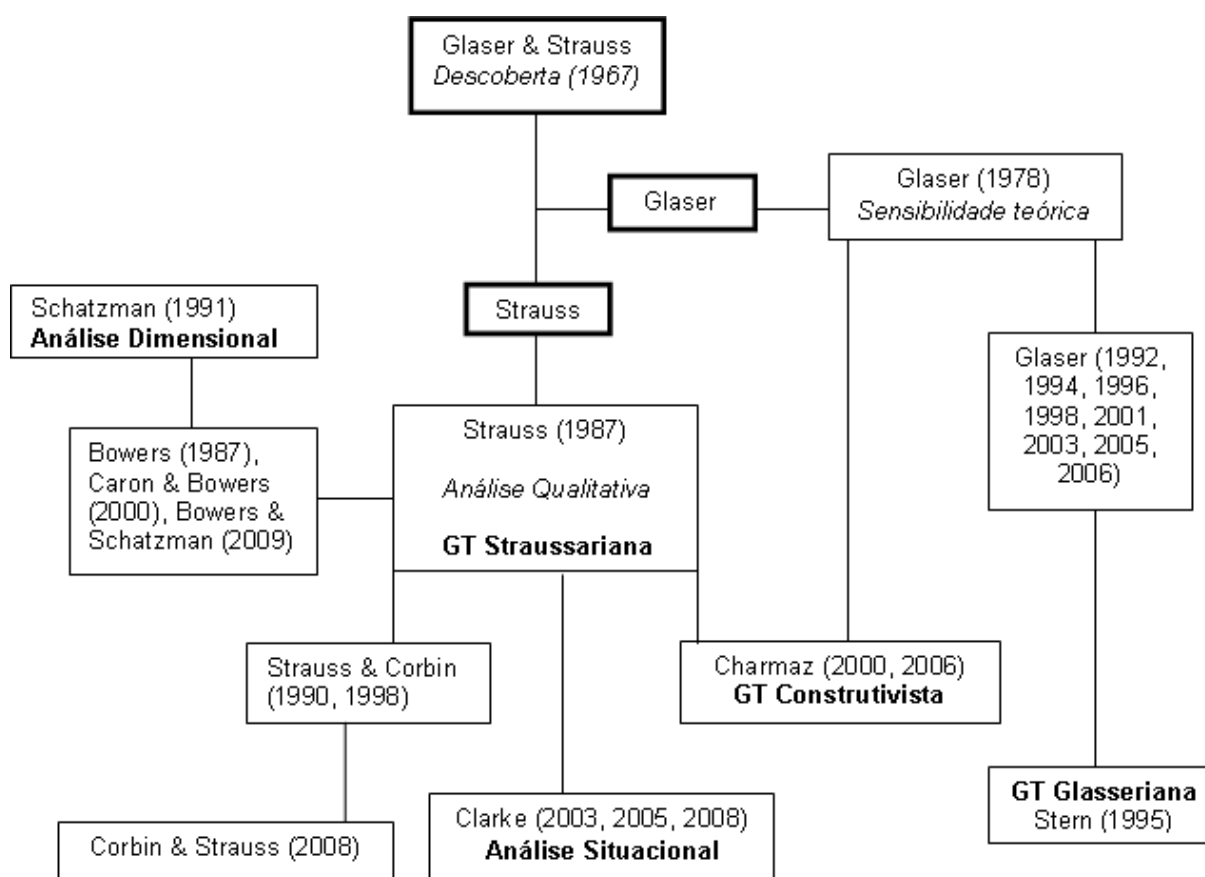 Glaser & Strauss
Descoberta (1967)
Glaser
Glaser (1978)
Sensibilidade teórica
Strauss
Schatzman (1991)
Análise Dimensional
Glaser (1992,
1994, 1996,
1998, 2001,
2003, 2005,
2006)
Bowers (1987),
Caron & Bowers
(2000), Bowers &
Schatzman (2009)
Strauss (1987)
Análise Qualitativa
GT Straussariana
Strauss & Corbin
(1990, 1998)
Charmaz (2000, 2006)
GT Construtivista
Corbin & Strauss (2008)
Clarke (2003, 2005, 2008)
Análise Situacional
GT Glasseriana
Stern (1995)